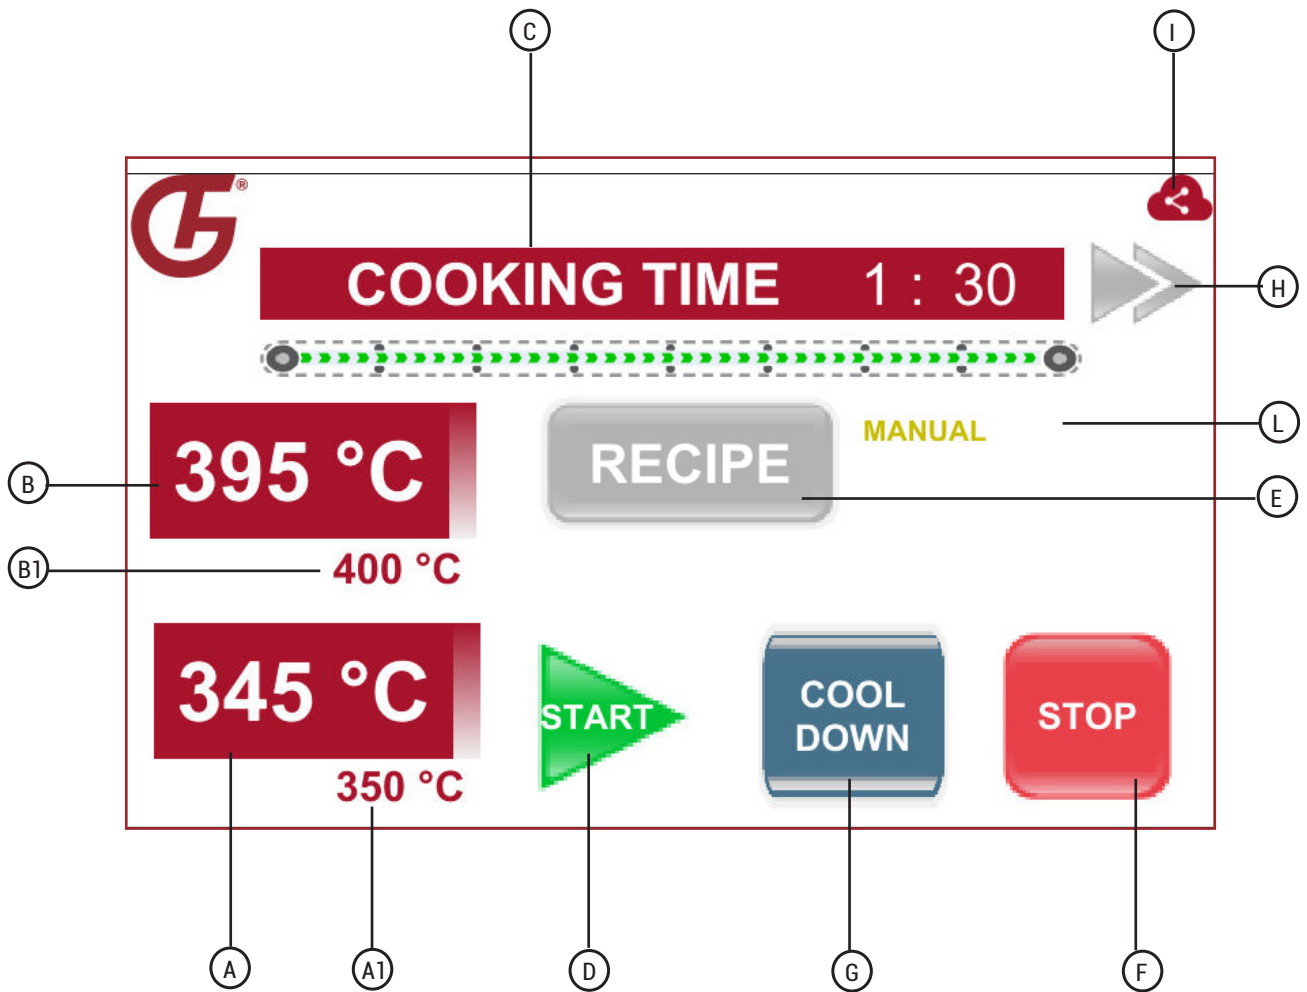 C
I
®
COOKING TIME 1 : 30
H
MANUAL
L
RECIPE
395 °C
B
E
400 °C
B1
345 °C
START
COOL
DOWN
STOP
350 °C
A
A1
D
G
F